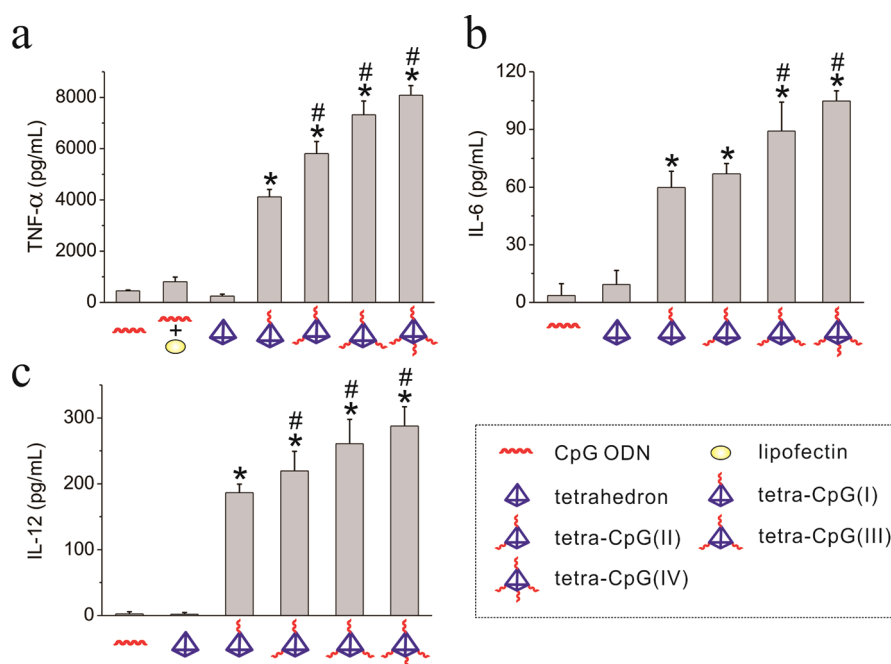 a
TNF-α (pg/mL)
8000
6000
4000
2000
0
*
# *
# *
# *
+
b
IL-6 (pg/mL)
120
90
60
30
0
*
*
# *
# *
c
IL-12 (pg/mL)
300
200
100
0
*
# *
# *
# *
CpG ODN
lipofectin
tetrahedron
tetra-CpG(I)
tetra-CpG(II)
tetra-CpG(III)
tetra-CpG(IV)